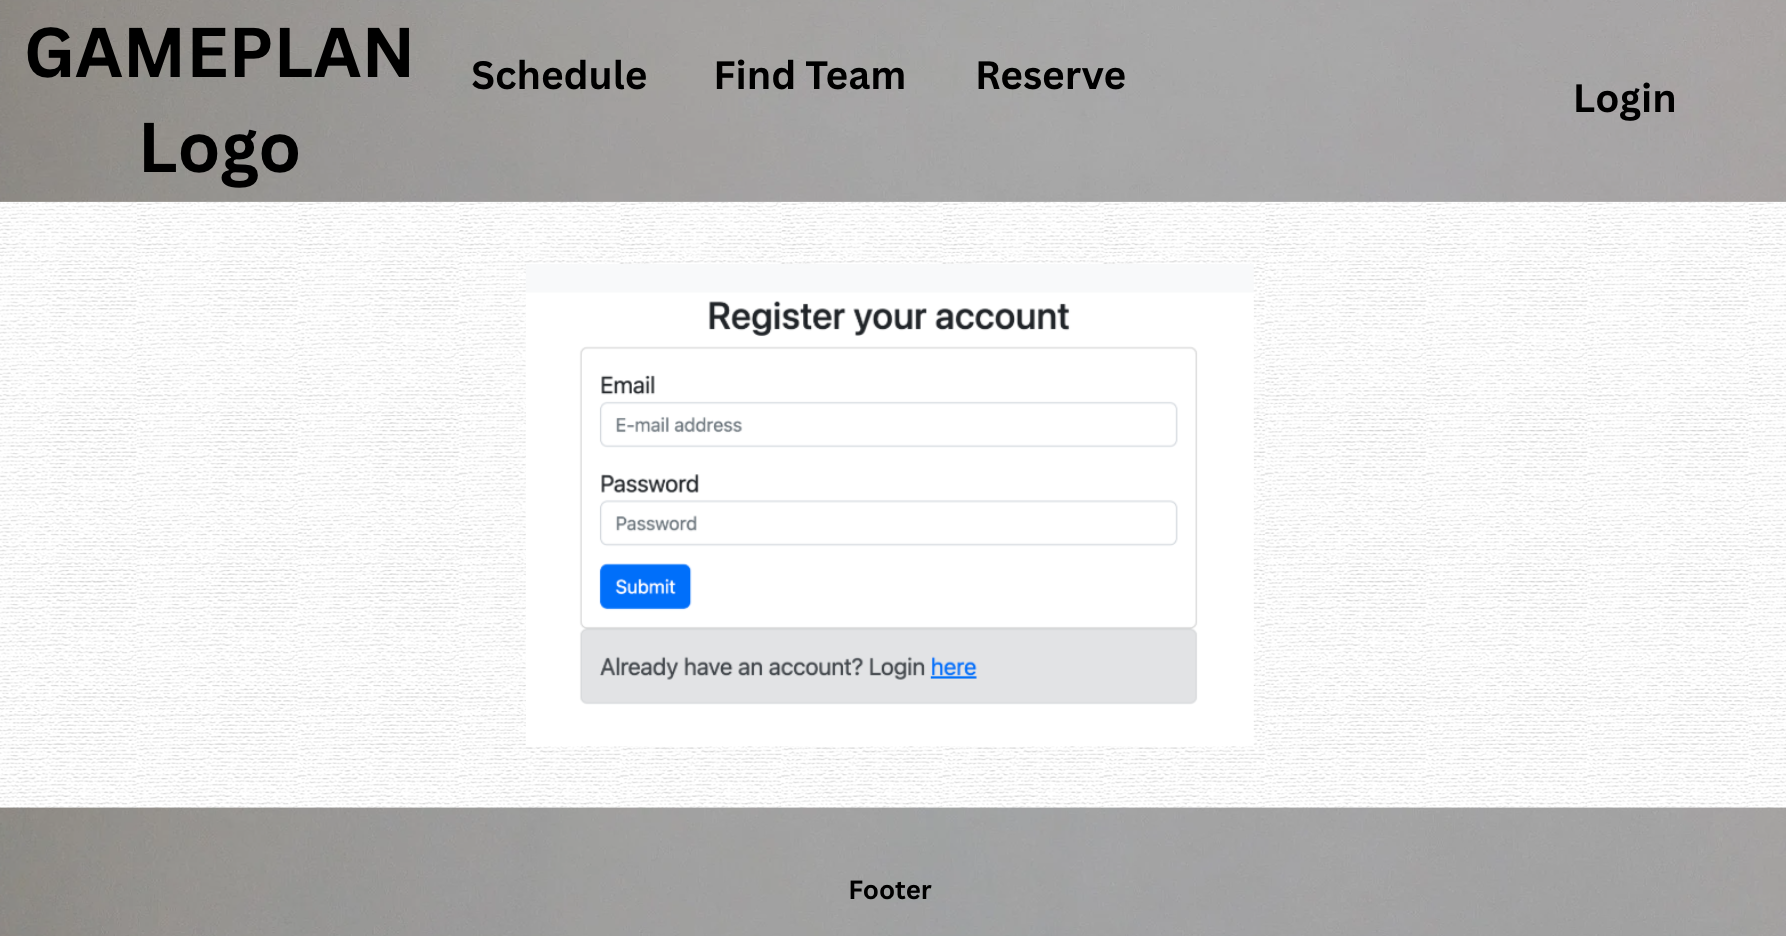 GAMEPLAN
Logo
Schedule
Find Team
Reserve
Login
Register your account
Email
E-mail address
Password
Password
Submit
Already have an account? Login here
Footer